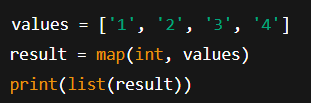 values = ['1', '2', '3', '4']
result = map(int, values)
print(list(result))